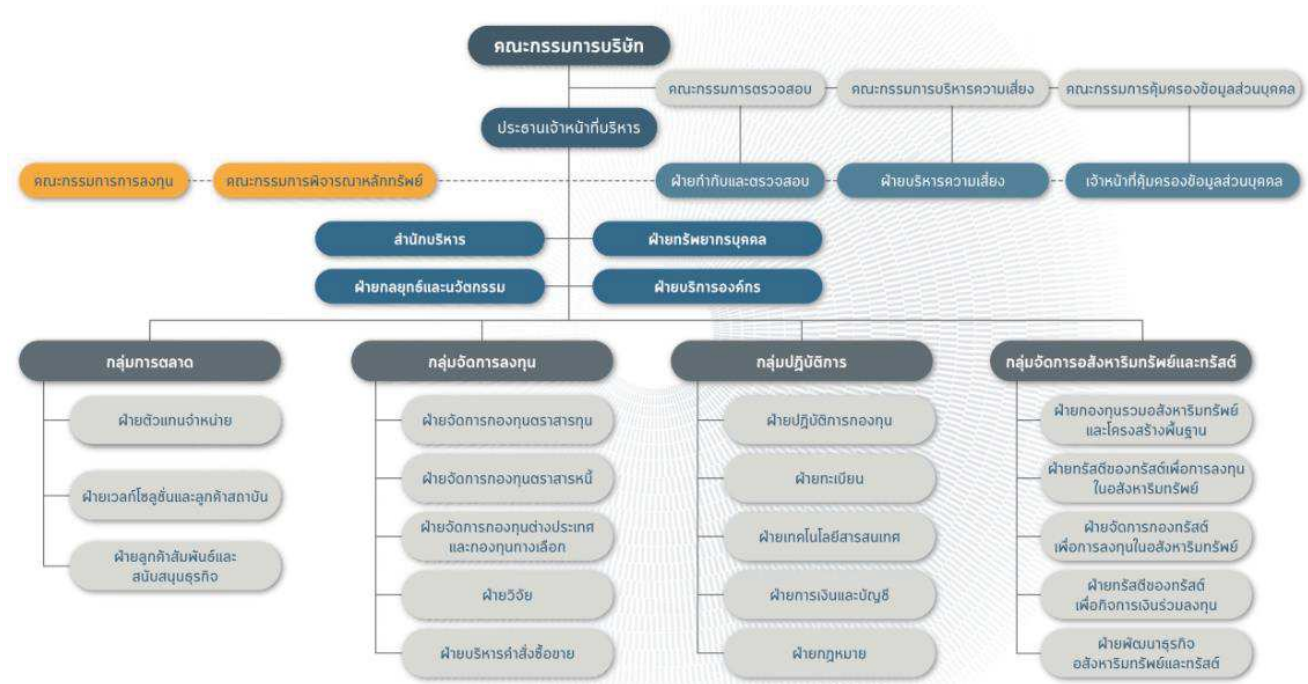 คณะกรรมการบริษัท
คณะกรรมการตรวจสอบ
คณะกรรมการบริหารความเสี่ยง
คณะกรรมการคุ้มครองข้อมูลส่วนบุคคล
ประธานเจ้าหน้าที่บริหาร
คณะกรรมการการลงทุน
คณะกรรมการพิจารณาหลักทรัพย์
ฝ่ายกำกับและตรวจสอบ
ฝ่ายบริหารความเสี่ยง
เจ้าหน้าที่คุ้มครองข้อมูลส่วนบุคคล
สำนักบริหาร
ฝ่ายทรัพยากรบุคคล
ฝ่ายกลยุทธ์และนวัตกรรม
ฝ่ายบริการองค์กร
กลุ่มการตลาด
ฝ่ายตัวแทนจำหน่าย
ฝ่ายเวลท์โซลูชั่นและลูกค้าสถาบัน
ฝ่ายลูกค้าสัมพันธ์และ
สนับสนุนธุรกิจ
กลุ่มจัดการลงทุน
ฝ่ายจัดการกองทุนตราสารทุน
ฝ่ายจัดการกองทุนตราสารหนี้
ฝ่ายจัดการกองทุนต่างประเทศ
และกองทุนทางเลือก
ฝ่ายวิจัย
ฝ่ายบริหารคำสั่งซื้อขาย
กลุ่มปฏิบัติการ
ฝ่ายปฏิบัติการกองทุน
ฝ่ายทะเบียน
ฝ่ายเทคโนโลยีสารสนเทศ
ฝ่ายการเงินและบัญชี
ฝ่ายกฎหมาย
กลุ่มจัดการอสังหาริมทรัพย์และทรัสต์
ฝ่ายกองทุนรวมอสังหาริมทรัพย์
และโครงสร้างพื้นฐาน
ฝ่ายทรัสตีของทรัสต์เพื่อการลงทุน
ในอสังหาริมทรัพย์
ฝ่ายจัดการกองทรัสต์
เพื่อการลงทุนในอสังหาริมทรัพย์
ฝ่ายทรัสตีของทรัสต์
เพื่อกิจการเงินร่วมลงทุน
ฝ่ายพัฒนาธุรกิจ
อสังหาริมทรัพย์และทรัสต์